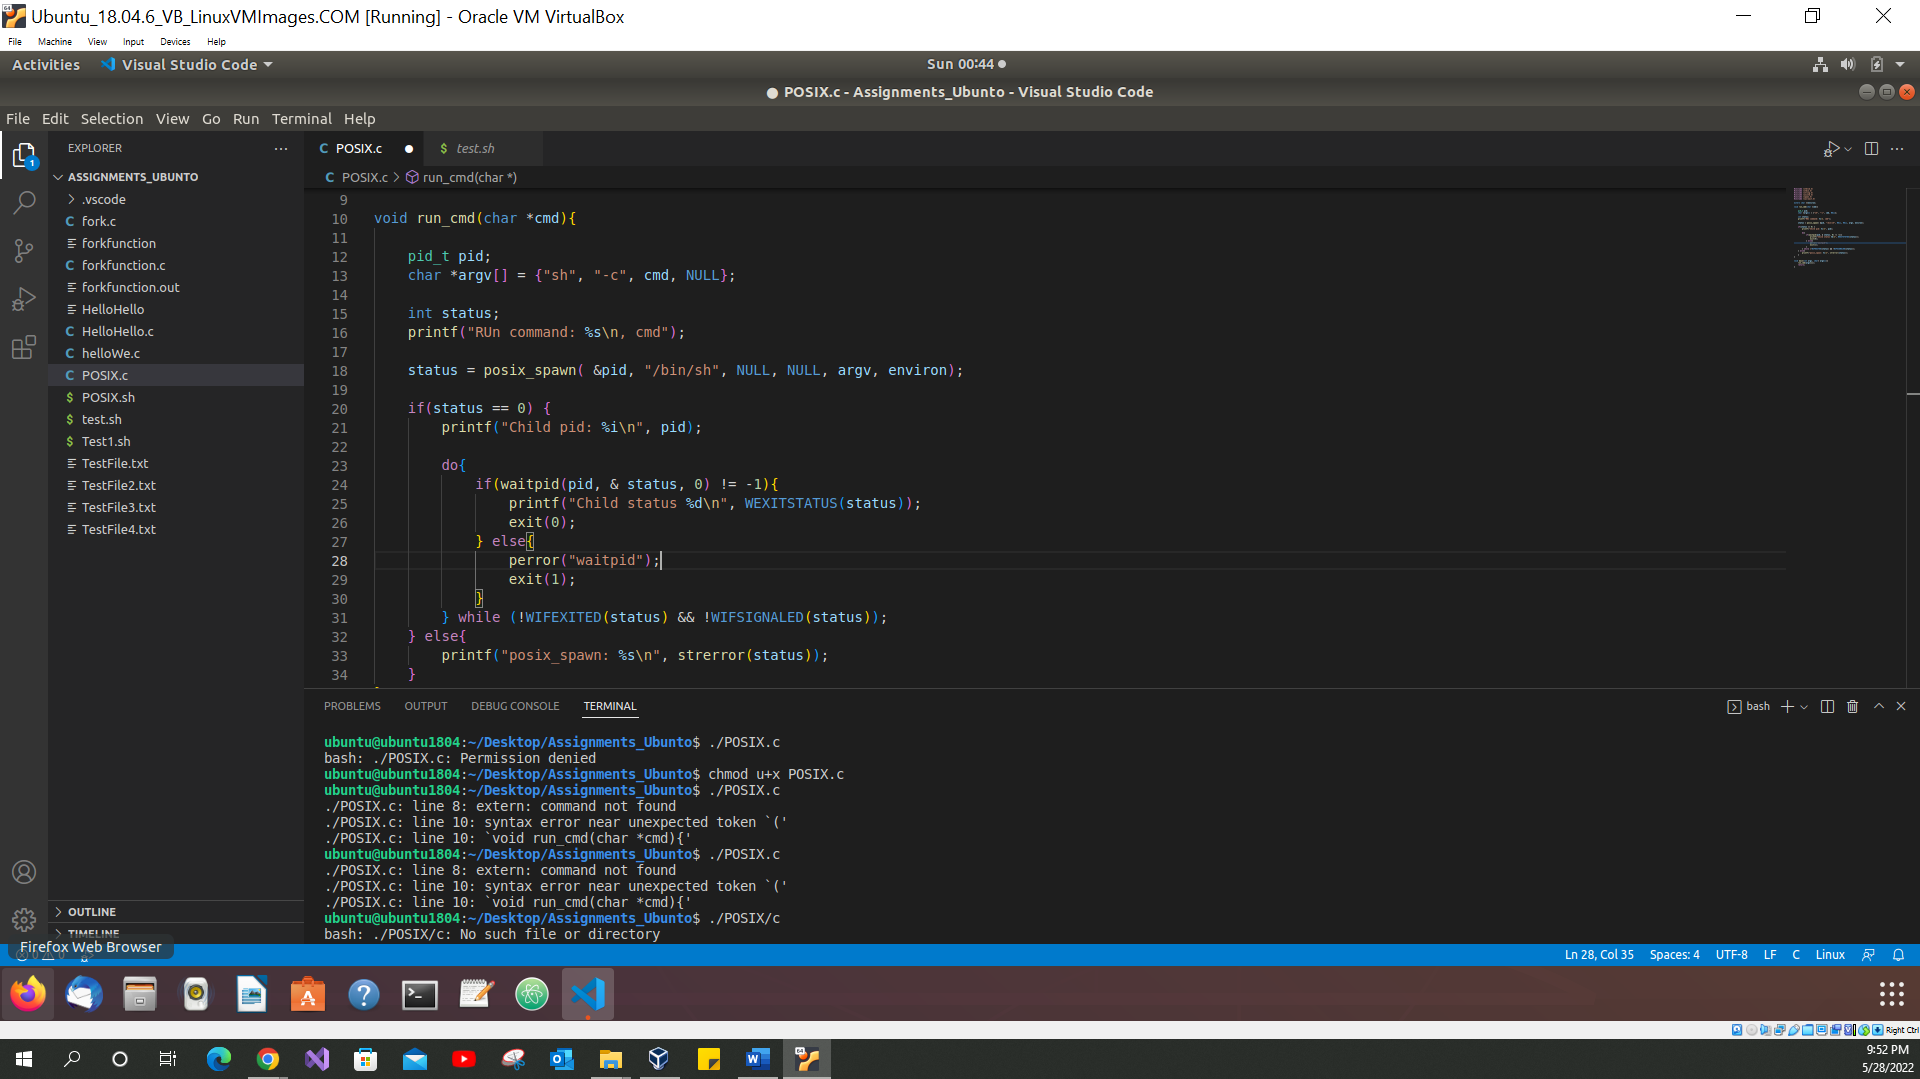 Ubuntu_18.04.6_VB_LinuxVMImages.COM [Running] - Oracle VM VirtualBox
File Machine View Input Devices Help
Activities Visual Studio Code Sun 00:44
POSIX.c - Assignments_Ubunto - Visual Studio Code
File Edit Selection View Go Run Terminal Help
EXPLORER
1
ASSIGNMENTS_UBUNTO
.vscode
C fork.c
forkfunction
C forkfunction.c
forkfunction.out
HelloHello
C HelloHello.c
C helloWe.c
C POSIX.c
$ POSIX.sh
$ test.sh
$ Test1.sh
TestFile.txt
TestFile2.txt
TestFile3.txt
TestFile4.txt
OUTLINE
TIMELINE
Firefox Web Browser
C POSIX.c $ test.sh
C POSIX.c > run_cmd(char *)
9
10 void run_cmd(char *cmd){
11
12 pid_t pid;
13 char *argv[] = {"sh", "-c", cmd, NULL};
14
15 int status;
16 printf("RUn command: %s\n, cmd");
17
18 status = posix_spawn( &pid, "/bin/sh", NULL, NULL, argv, environ);
19
20 if(status == 0) {
21 printf("Child pid: %i\n", pid);
22
23 do{
24 if(waitpid(pid, & status, 0) != -1){
25 printf("Child status %d\n", WEXITSTATUS(status));
26 exit(0);
27 } else{
28 perror("waitpid");
29 exit(1);
30 }
31 } while (!WIFEXITED(status) && !WIFSIGNALED(status));
32 } else{
33 printf("posix_spawn: %s\n", strerror(status));
34 }
PROBLEMS OUTPUT DEBUG CONSOLE TERMINAL bash
ubuntu@ubuntu1804:~/Desktop/Assignments_Ubunto$ ./POSIX.c
bash: ./POSIX.c: Permission denied
ubuntu@ubuntu1804:~/Desktop/Assignments_Ubunto$ chmod u+x POSIX.c
ubuntu@ubuntu1804:~/Desktop/Assignments_Ubunto$ ./POSIX.c
./POSIX.c: line 8: extern: command not found
./POSIX.c: line 10: syntax error near unexpected token `('
./POSIX.c: line 10: `void run_cmd(char *cmd){'
ubuntu@ubuntu1804:~/Desktop/Assignments_Ubunto$ ./POSIX.c
./POSIX.c: line 8: extern: command not found
./POSIX.c: line 10: syntax error near unexpected token `('
./POSIX.c: line 10: `void run_cmd(char *cmd){'
ubuntu@ubuntu1804:~/Desktop/Assignments_Ubunto$ ./POSIX/c
bash: ./POSIX/c: No such file or directory
Ln 28, Col 35 Spaces: 4 UTF-8 LF C Linux
Right Ctrl
9:52 PM
5/28/2022